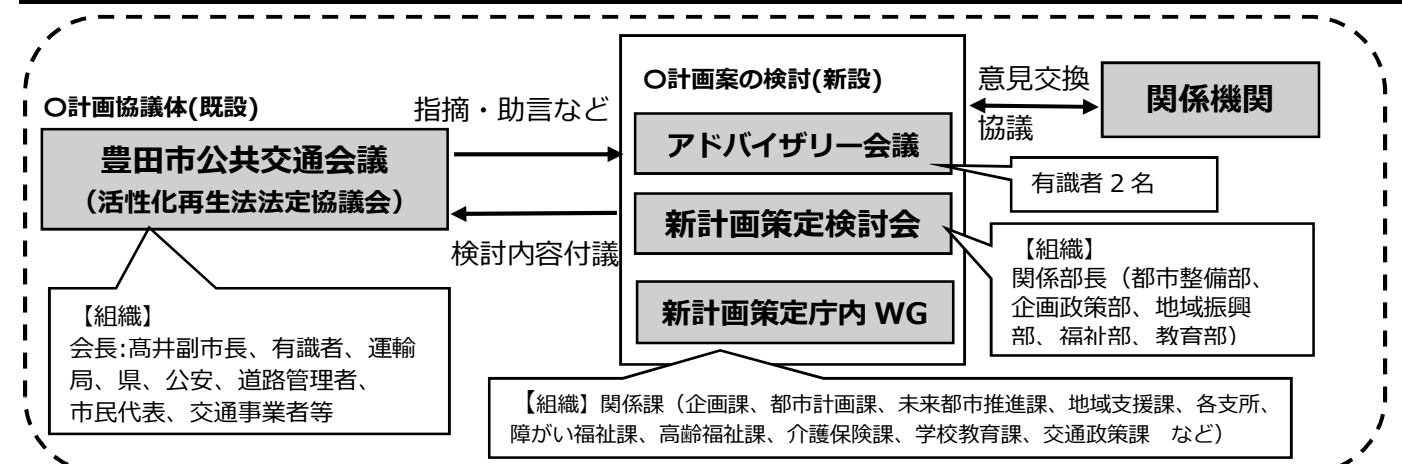 〇計画協議体(既設)
豊田市公共交通会議
（活性化再生法法定協議会）
【組織】
会長:髙井副市長、有識者、運輸
局、県、公安、道路管理者、
市民代表、交通事業者等
指摘・助言など
検討内容付議
〇計画案の検討(新設)
アドバイザリー会議
新計画策定検討会
新計画策定庁内 WG
意見交換
協議
関係機関
有識者 2 名
【組織】
関係部長（都市整備部、
企画政策部、地域振興
部、福祉部、教育部）
【組織】関係課（企画課、都市計画課、未来都市推進課、地域支援課、各支所、
障がい福祉課、高齢福祉課、介護保険課、学校教育課、交通政策課　など）